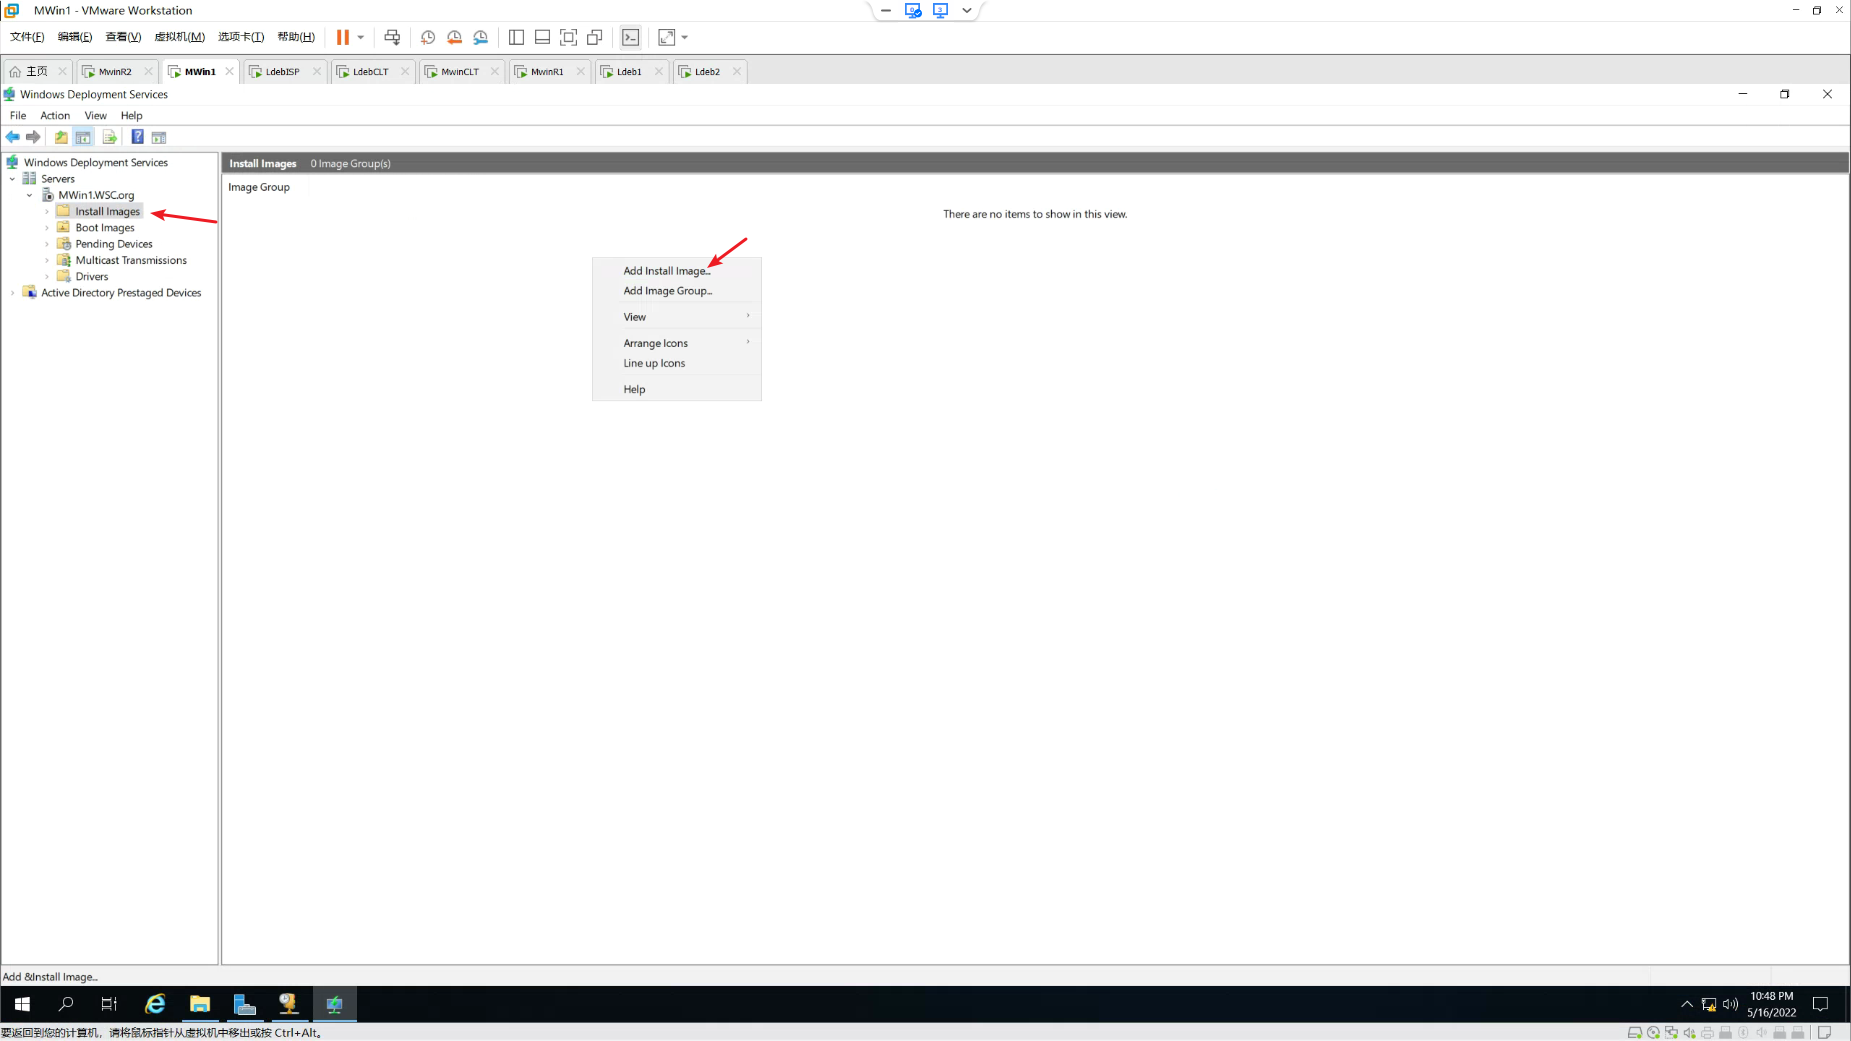 MWin1 - VMware Workstation
文件(F) 编辑(E) 查看(V) 虚拟机(M) 选项卡(T) 帮助(H)
主页 MwinR2 MWin1 LdebISP LdebCLT MwinCLT MwinR1 Ldeb1 Ldeb2
Windows Deployment Services
File Action View Help
Windows Deployment Services
Servers
MWin1.WSC.org
Install Images
Boot Images
Pending Devices
Multicast Transmissions
Drivers
Active Directory Prestaged Devices
Install Images 0 Image Group(s)
Image Group
There are no items to show in this view.
Add Install Image...
Add Image Group...
View
Arrange Icons
Line up Icons
Help
Add &Install Image...
10:48 PM
5/16/2022
要返回到您的计算机，请将鼠标指针从虚拟机中移出或按 Ctrl+Alt。